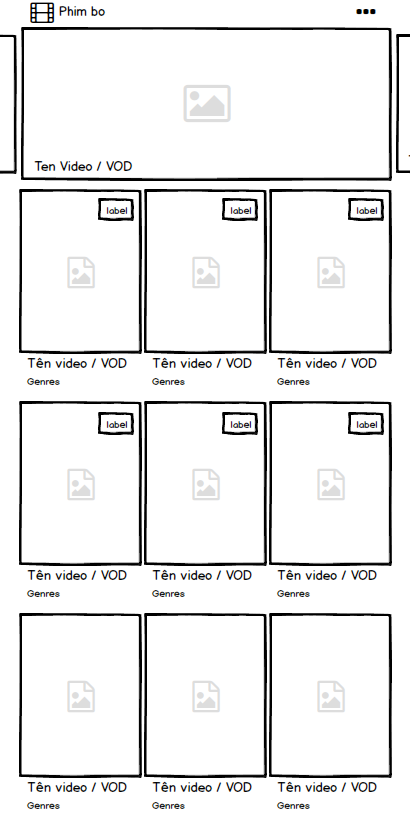 Phim bo
Ten Video / VOD
label label label
Tên video / VOD Tên video / VOD Tên video / VOD
Genres Genres Genres
label label label
Tên video / VOD Tên video / VOD Tên video / VOD
Genres Genres Genres
Tên video / VOD Tên video / VOD Tên video / VOD
Genres Genres Genres